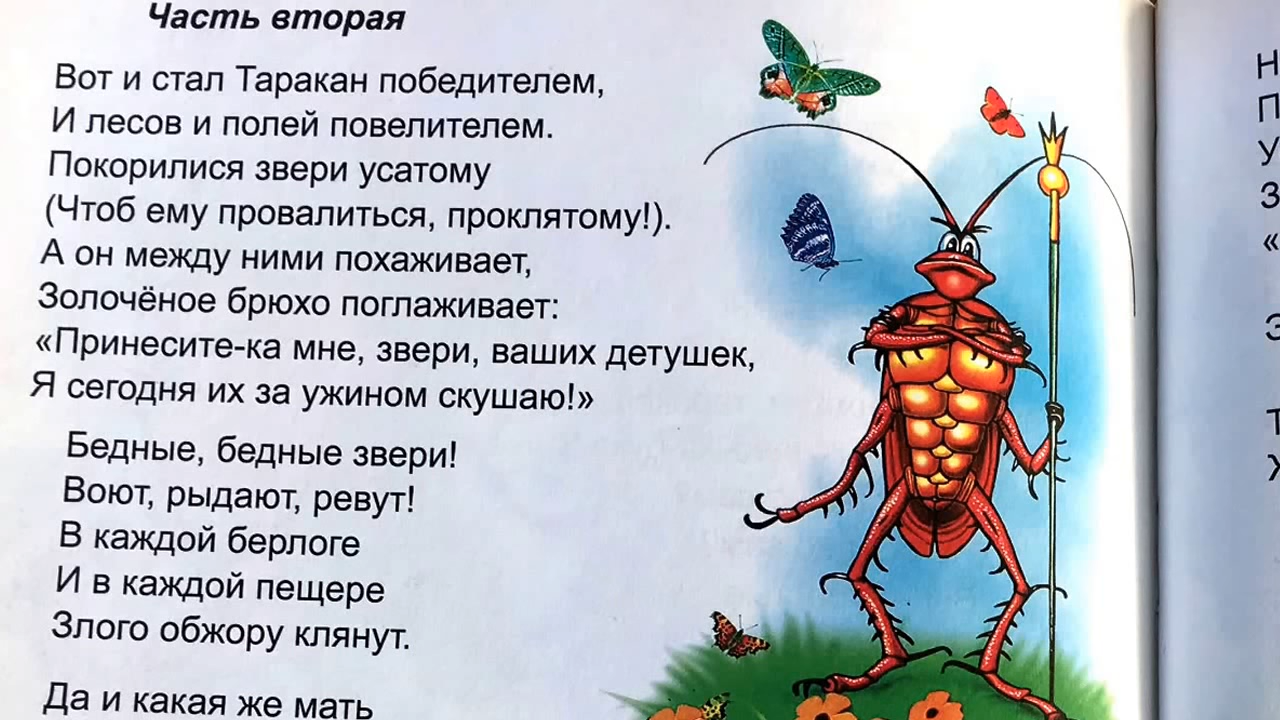 Часть вторая
Вот и стал Таракан победителем,
И лесов и полей повелителем.
Покорилися звери усатому
(Чтоб ему провалиться, проклятому!).
А он между ними похаживает,
Золочёное брюхо поглаживает:
«Принесите-ка мне, звери, ваших детушек,
Я сегодня их за ужином скушаю!»
Бедные, бедные звери!
Воют, рыдают, ревут!
В каждой берлоге
И в каждой пещере
Злого обжору клянут.
Да и какая же мать